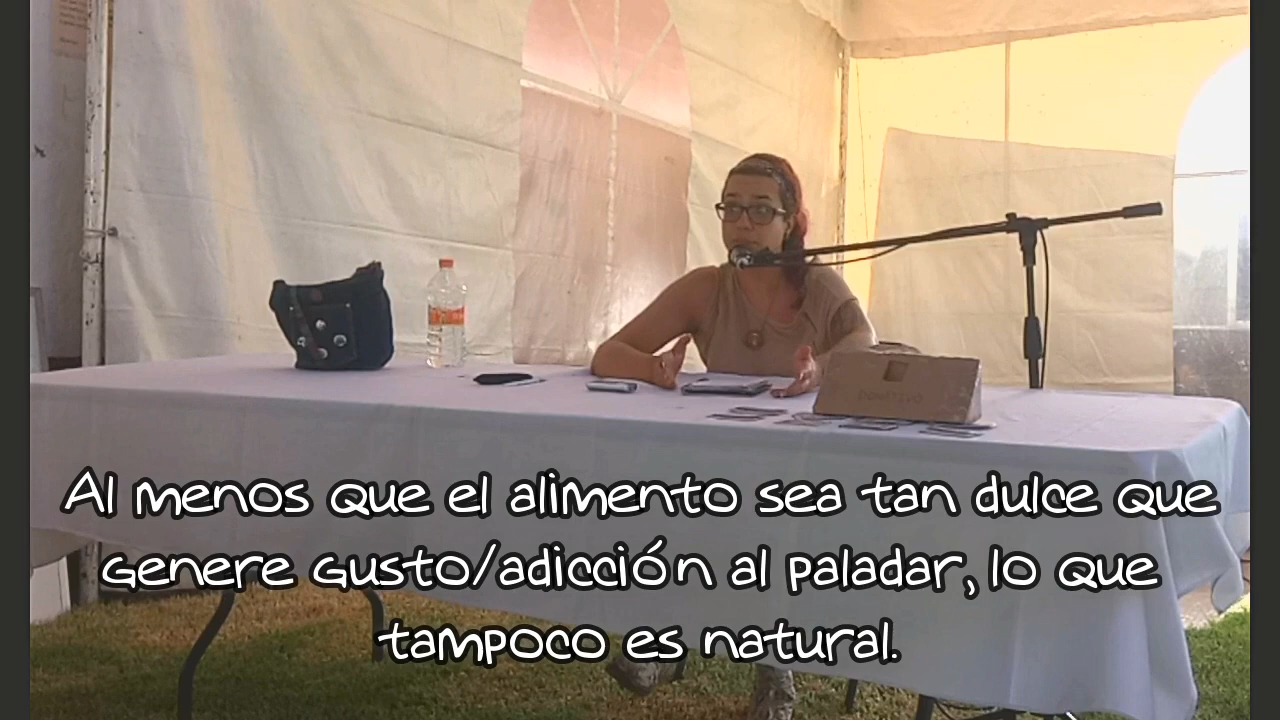 DONATIVO
Al menos que el alimento sea tan dulce que
genere gusto/adicción al paladar, lo que
tampoco es natural.